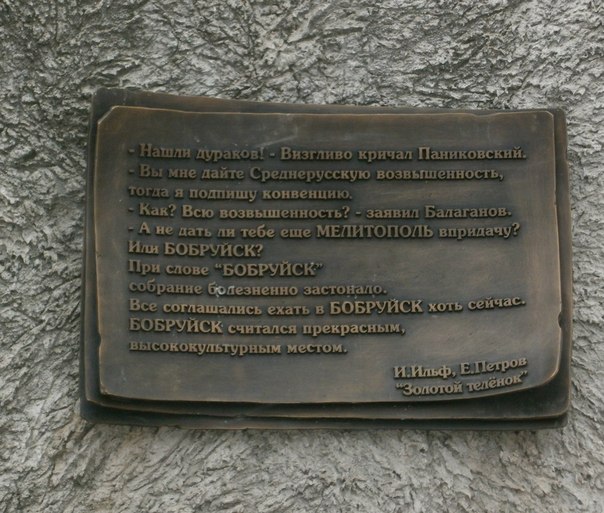 - Нашли дураков! - Визгливо кричал Паниковский.
- Вы мне дайте Среднерусскую возвышенность,
тогда я подпишу конвенцию.
- Как? Всю возвышенность? - заявил Балаганов.
- А не дать ли тебе еще МЕЛИТОПОЛЬ впридачу?
Или БОБРУЙСК?
При слове "БОБРУЙСК"
собрание болезненно застонало.
Все соглашались ехать в БОБРУЙСК хоть сейчас.
БОБРУЙСК считался прекрасным,
высококультурным местом.
И.Ильф, Е.Петров
"Золотой телёнок"